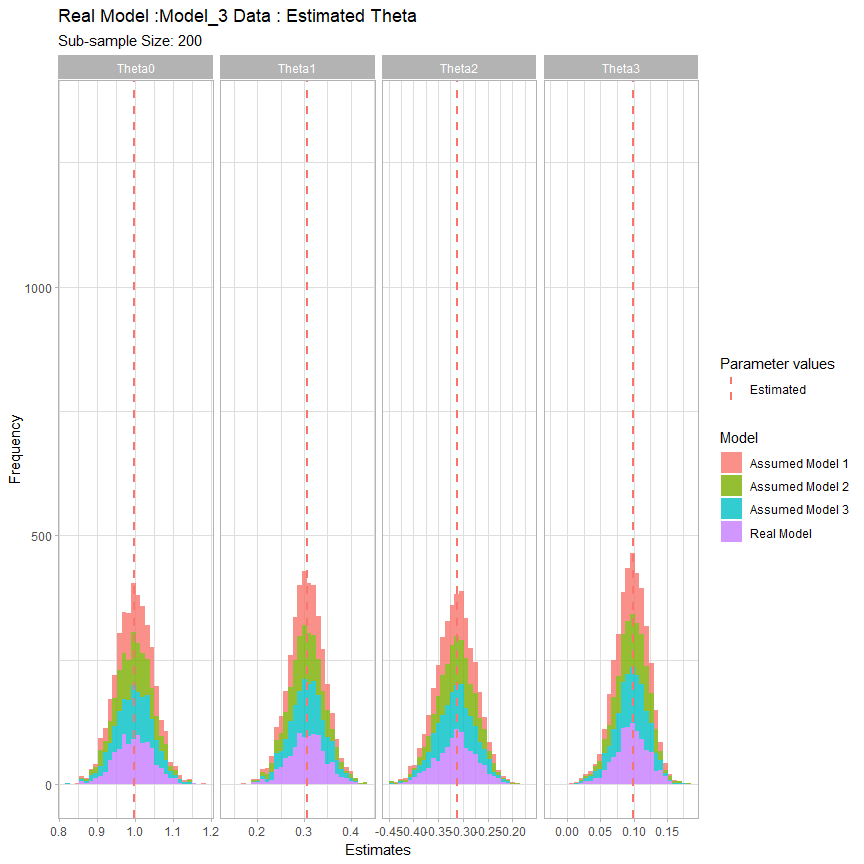 Real Model :Model_3 Data : Estimated Theta
Sub-sample Size: 200
Theta0 Theta1 Theta2 Theta3
1000
500
0
Frequency
0.8 0.9 1.0 1.1 1.2 0.2 0.3 0.4 -0.45 -0.40 -0.35 -0.30 -0.25 -0.20 0.00 0.05 0.10 0.15
Estimates
Parameter values
Estimated
Model
Assumed Model 1
Assumed Model 2
Assumed Model 3
Real Model